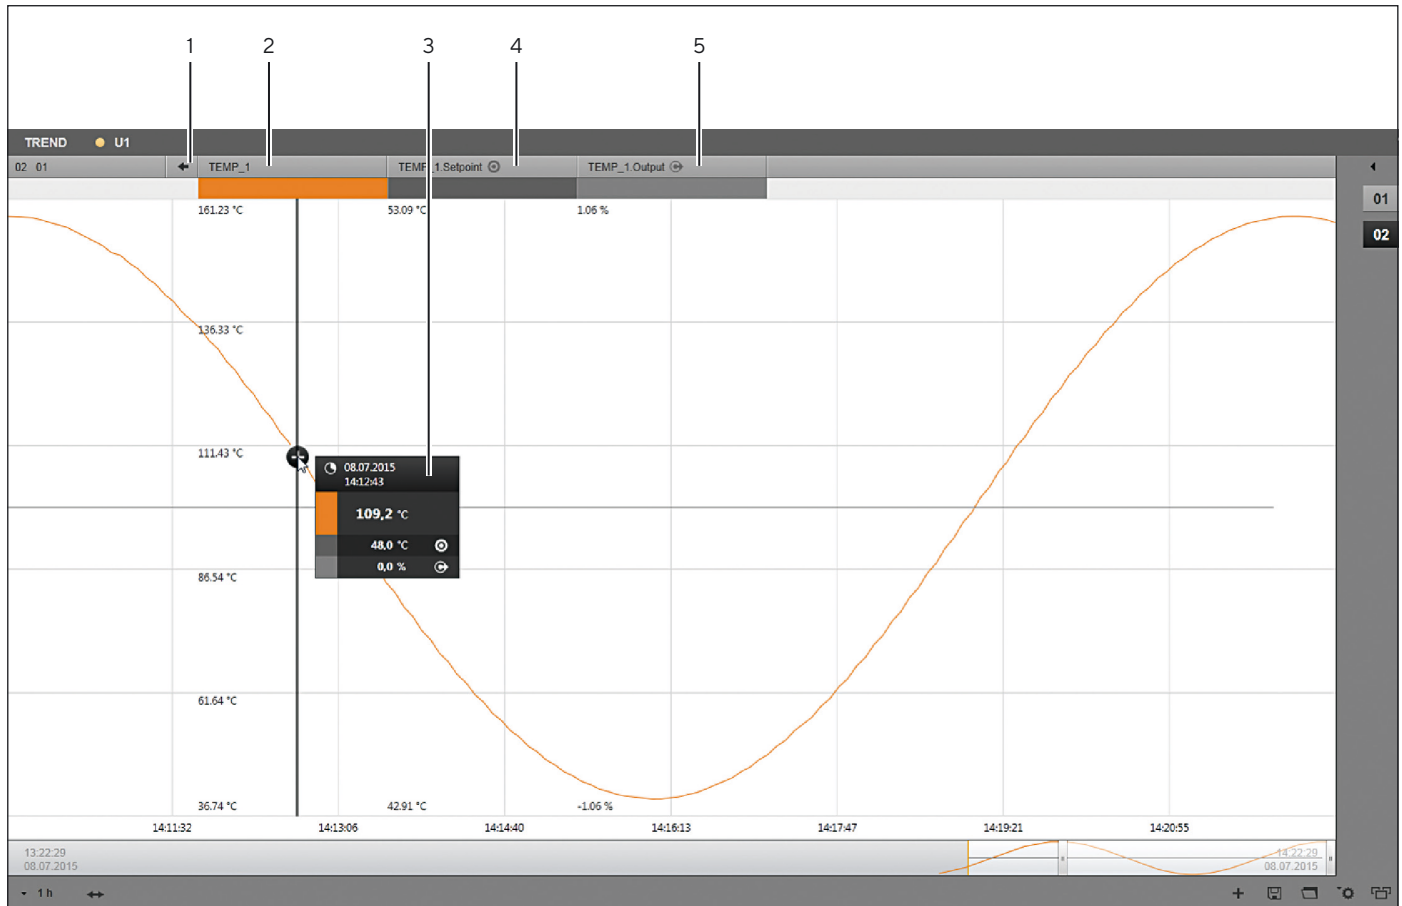 1 2 3 4 5
TREND U1
02 01 TEMP_1 TEMP_1.Setpoint TEMP_1.Output
01
02
161.23 °C 53.09 °C 1.06 %
136.33 °C
111.43 °C
08.07.2015
14:12:43
109,2 °C
48.0 °C
0,0 %
86.54 °C
61.64 °C
36.74 °C 42.91 °C -1.06 %
14:11:32 14:13:06 14:14:40 14:16:13 14:17:47 14:19:21 14:20:55
13:22:29 14:22:29
08.07.2015 08.07.2015
1 h